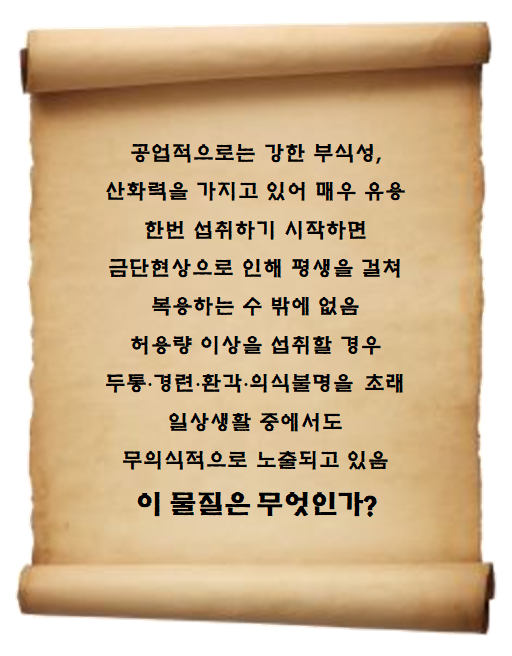 공업적으로는 강한 부식성,
산화력을 가지고 있어 매우 유용
한번 섭취하기 시작하면
금단현상으로 인해 평생을 걸쳐
복용하는 수 밖에 없음
허용량 이상을 섭취할 경우
두통·경련·환각·의식불명을 초래
일상생활 중에서도
무의식적으로 노출되고 있음
이 물질은 무엇인가?